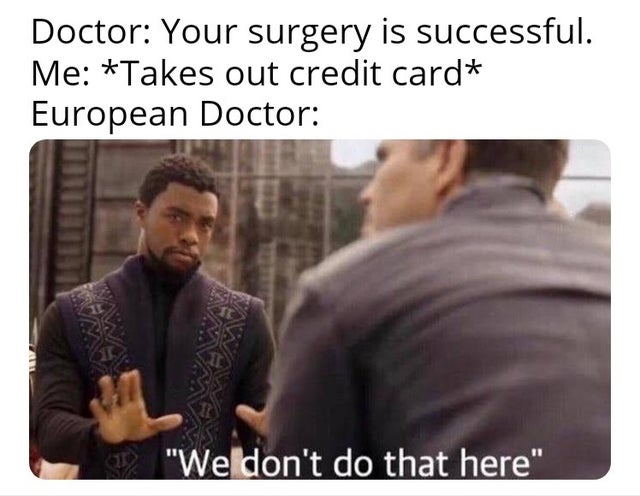 Doctor: Your surgery is successful.
Me: *Takes out credit card*
European Doctor:
"We don't do that here"